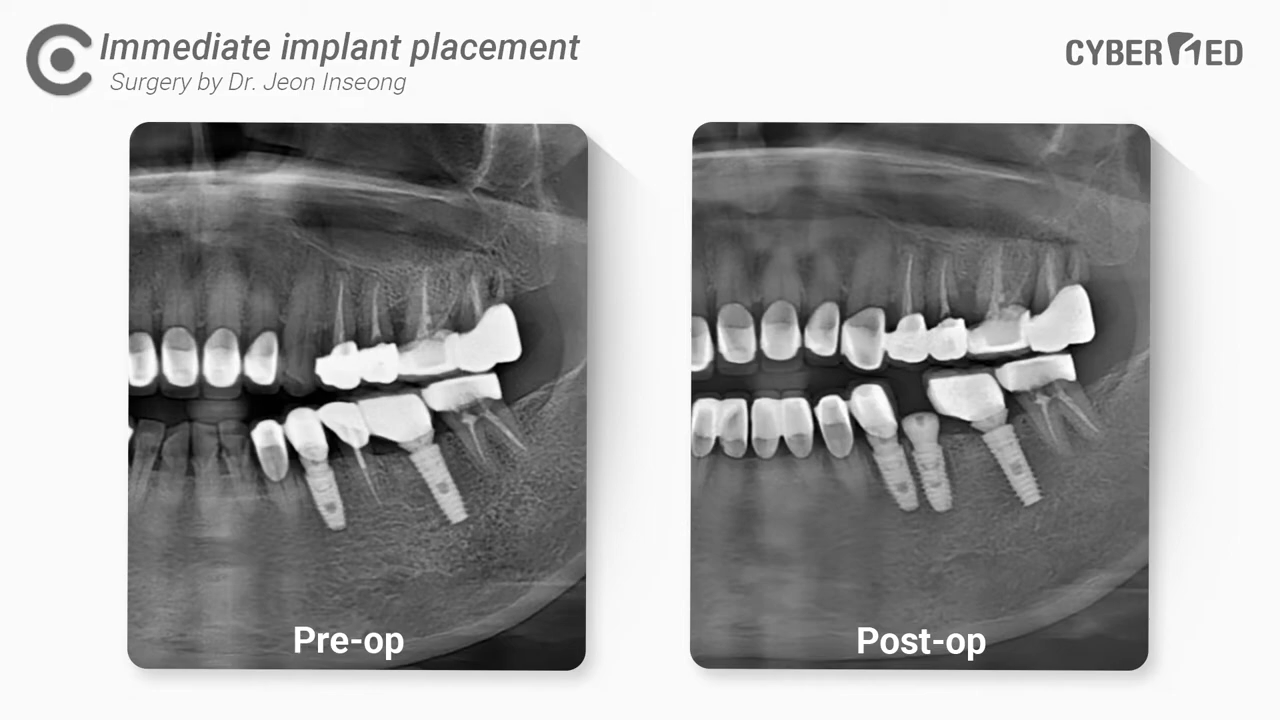 Immediate implant placement
Surgery by Dr. Jeon Inseong
CYBERMED
Pre-op
Post-op